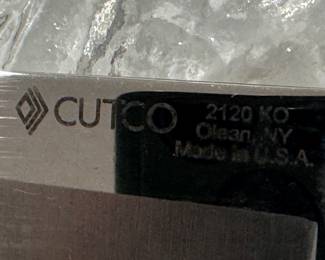 CUTCO
2120 KO
Olean, NY
Made in U.S.A.